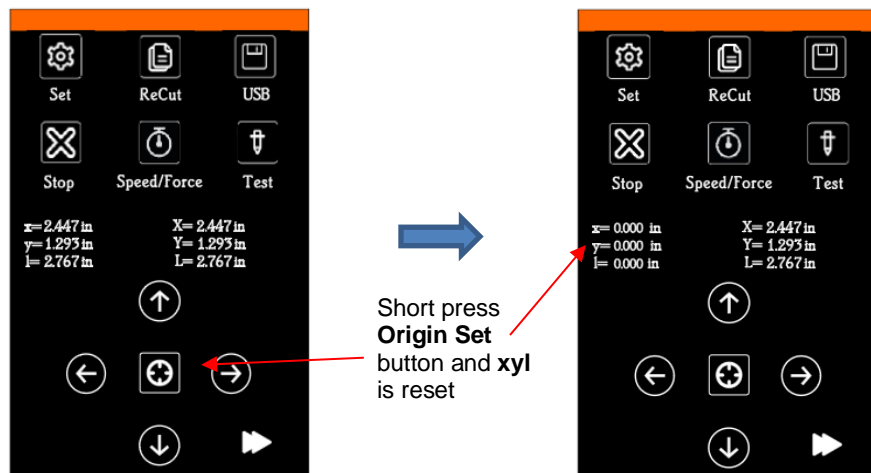 Set ReCut USB
Stop Speed/Force Test
x= 2.447 in X= 2.447 in
y= 1.293 in Y= 1.293 in
l= 2.767 in L= 2.767 in
Short press
Origin Set
button and xyl
is reset
Set ReCut USB
Stop Speed/Force Test
x= 0.000 in X= 2.447 in
y= 0.000 in Y= 1.293 in
l= 0.000 in L= 2.767 in